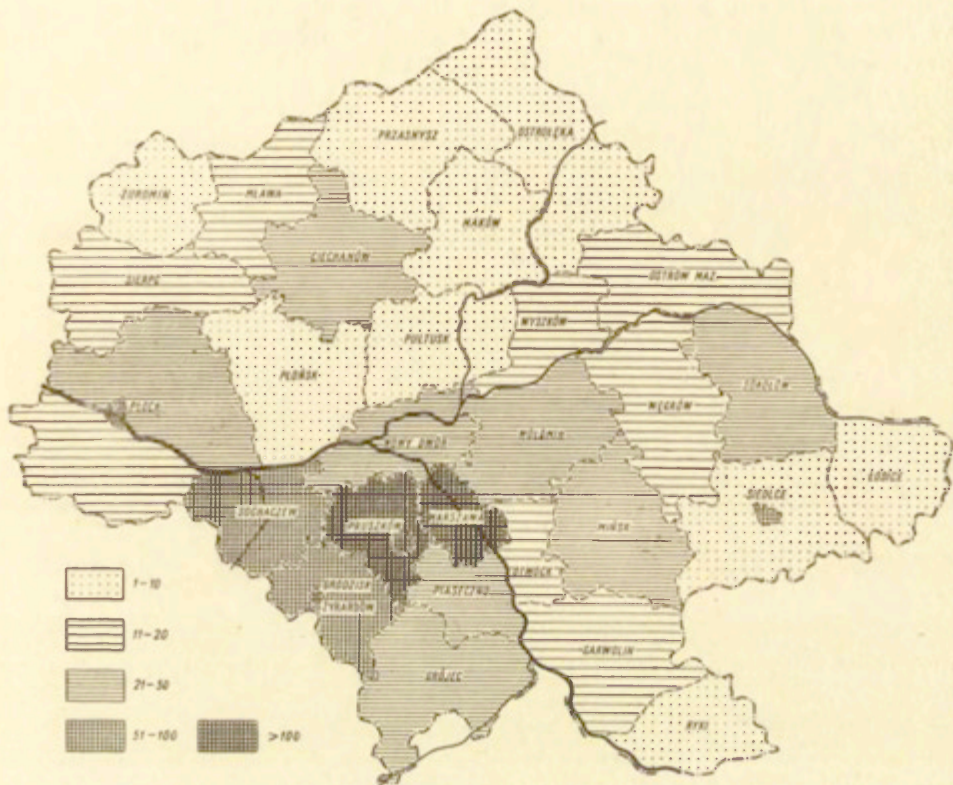 PRZASNYSZ
OSTROŁĘKA
ŻUROMIN
MŁAWA
MAKÓW
CIECHANÓW
SIERPC
OSTRÓW MAZ.
WYSZKÓW
PUŁTUSK
PŁOŃSK
SOKOŁÓW
PŁOCK
WĘGRÓW
WOŁOMIN
NOWY DWÓR
ŁOSICE
SIEDLCE
SOCHACZEW
PRUSZKÓW
WARSZAWA
MIŃSK
OTWOCK
GRODZISK
PIASECZNO
ŻYRARDÓW
GARWOLIN
GRÓJEC
RYKI
1-10
11-20
21-50
51-100
>100